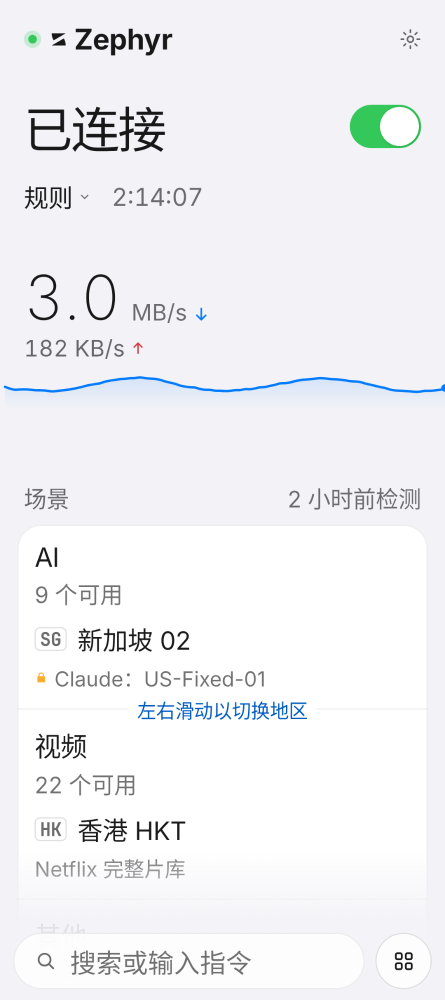 Zephyr
已连接
规则 2:14:07
3.0 MB/s ↓
182 KB/s ↑
场景 2 小时前检测
AI
9 个可用
SG 新加坡 02
Claude：US-Fixed-01
左右滑动以切换地区
视频
22 个可用
HK 香港 HKT
Netflix 完整片库
其他
搜索或输入指令